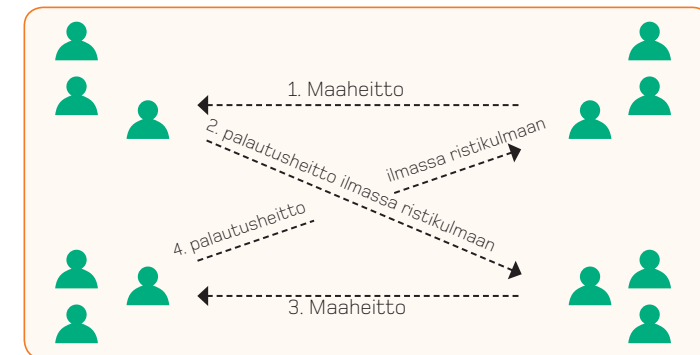 1. Maaheitto
2. palautusheitto ilmassa ristikulmaan
4. palautusheitto ilmassa ristikulmaan
3. Maaheitto